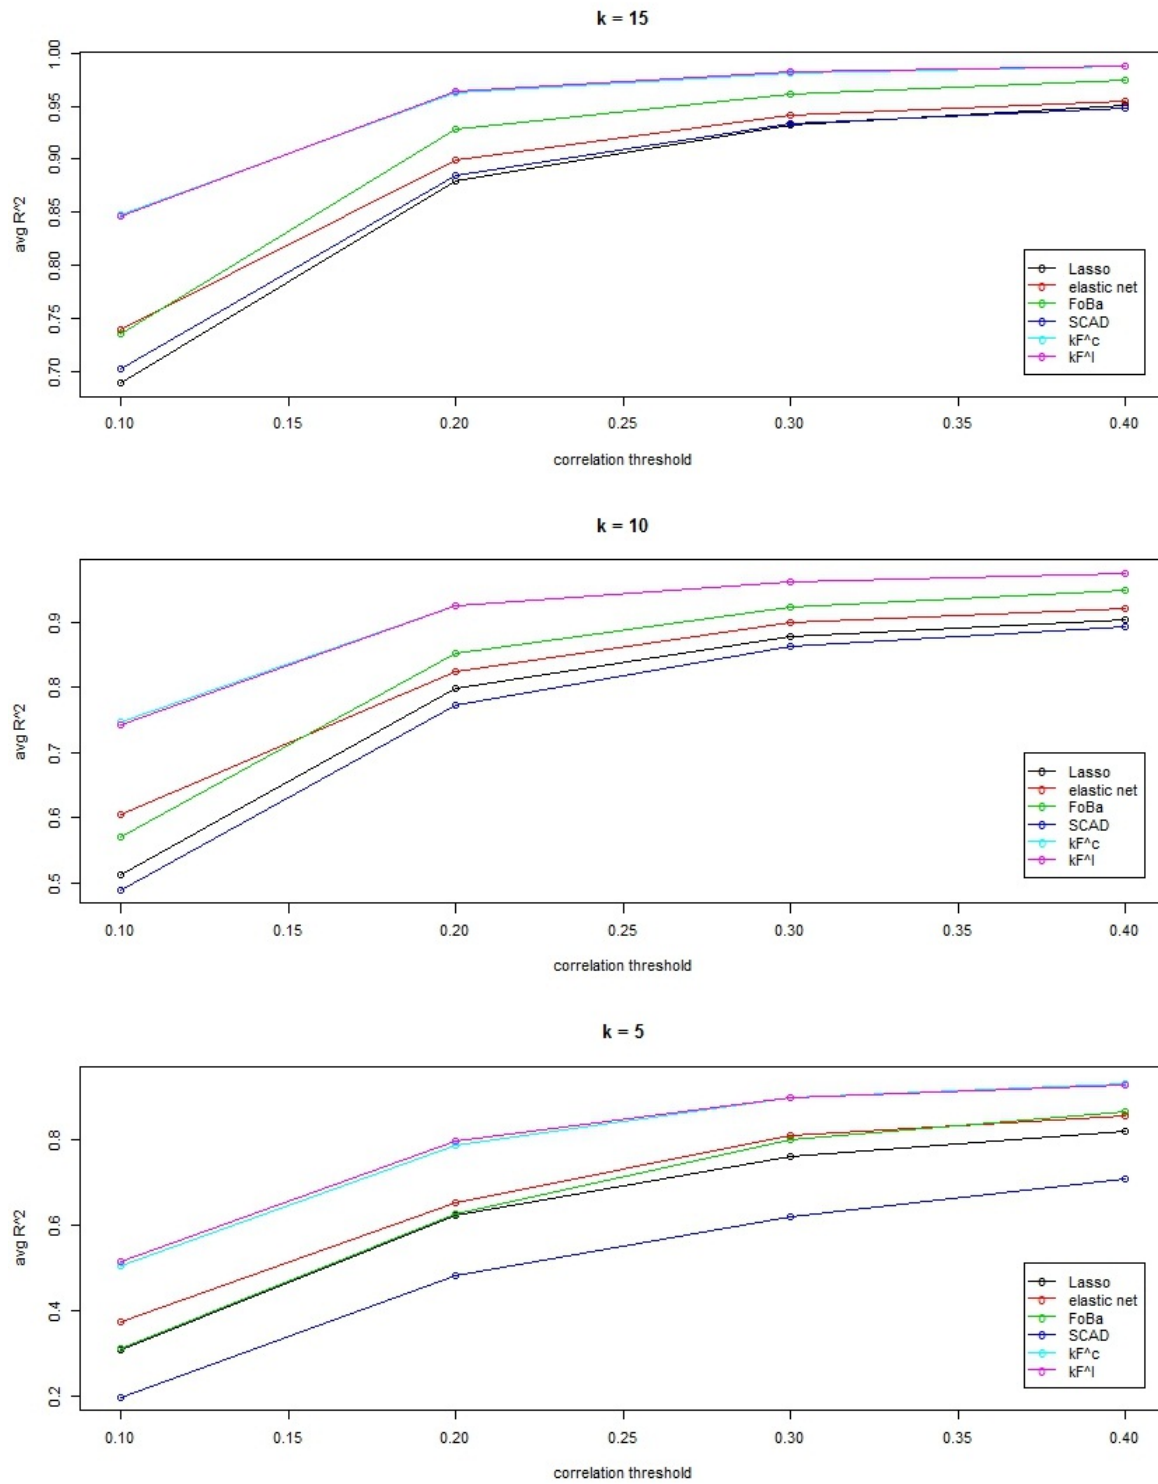 k = 15
avg R^2
1.00
0.95
0.90
0.85
0.80
0.75
0.70
Lasso
elastic net
FoBa
SCAD
kF^c
kF^l
0.10 0.15 0.20 0.25 0.30 0.35 0.40
correlation threshold
k = 10
avg R^2
0.9
0.8
0.7
0.6
0.5
Lasso
elastic net
FoBa
SCAD
kF^c
kF^l
0.10 0.15 0.20 0.25 0.30 0.35 0.40
correlation threshold
k = 5
avg R^2
0.8
0.6
0.4
0.2
Lasso
elastic net
FoBa
SCAD
kF^c
kF^l
0.10 0.15 0.20 0.25 0.30 0.35 0.40
correlation threshold